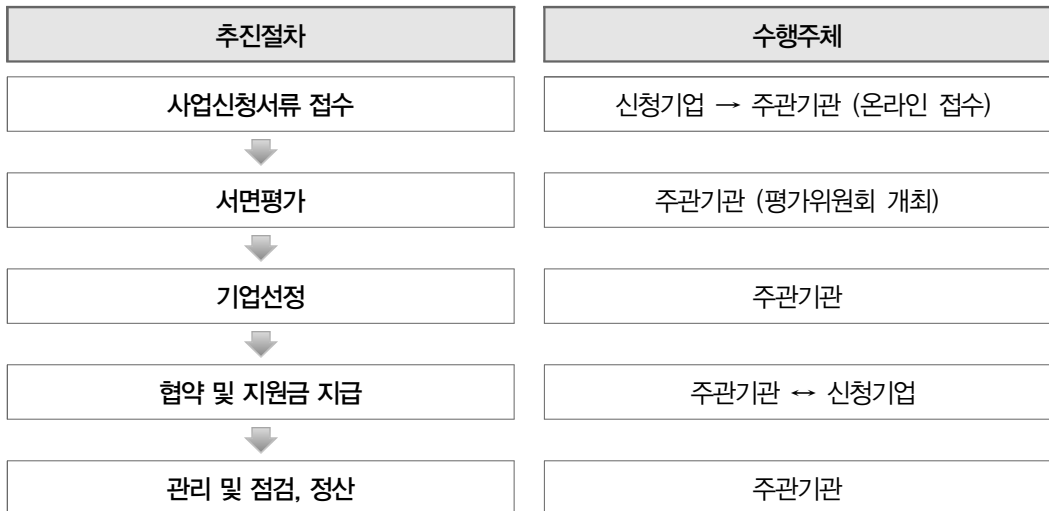 추진절차 수행주체
사업신청서류 접수 신청기업 → 주관기관 (온라인 접수)
서면평가 주관기관 (평가위원회 개최)
기업선정 주관기관
협약 및 지원금 지급 주관기관 ↔ 신청기업
관리 및 점검, 정산 주관기관